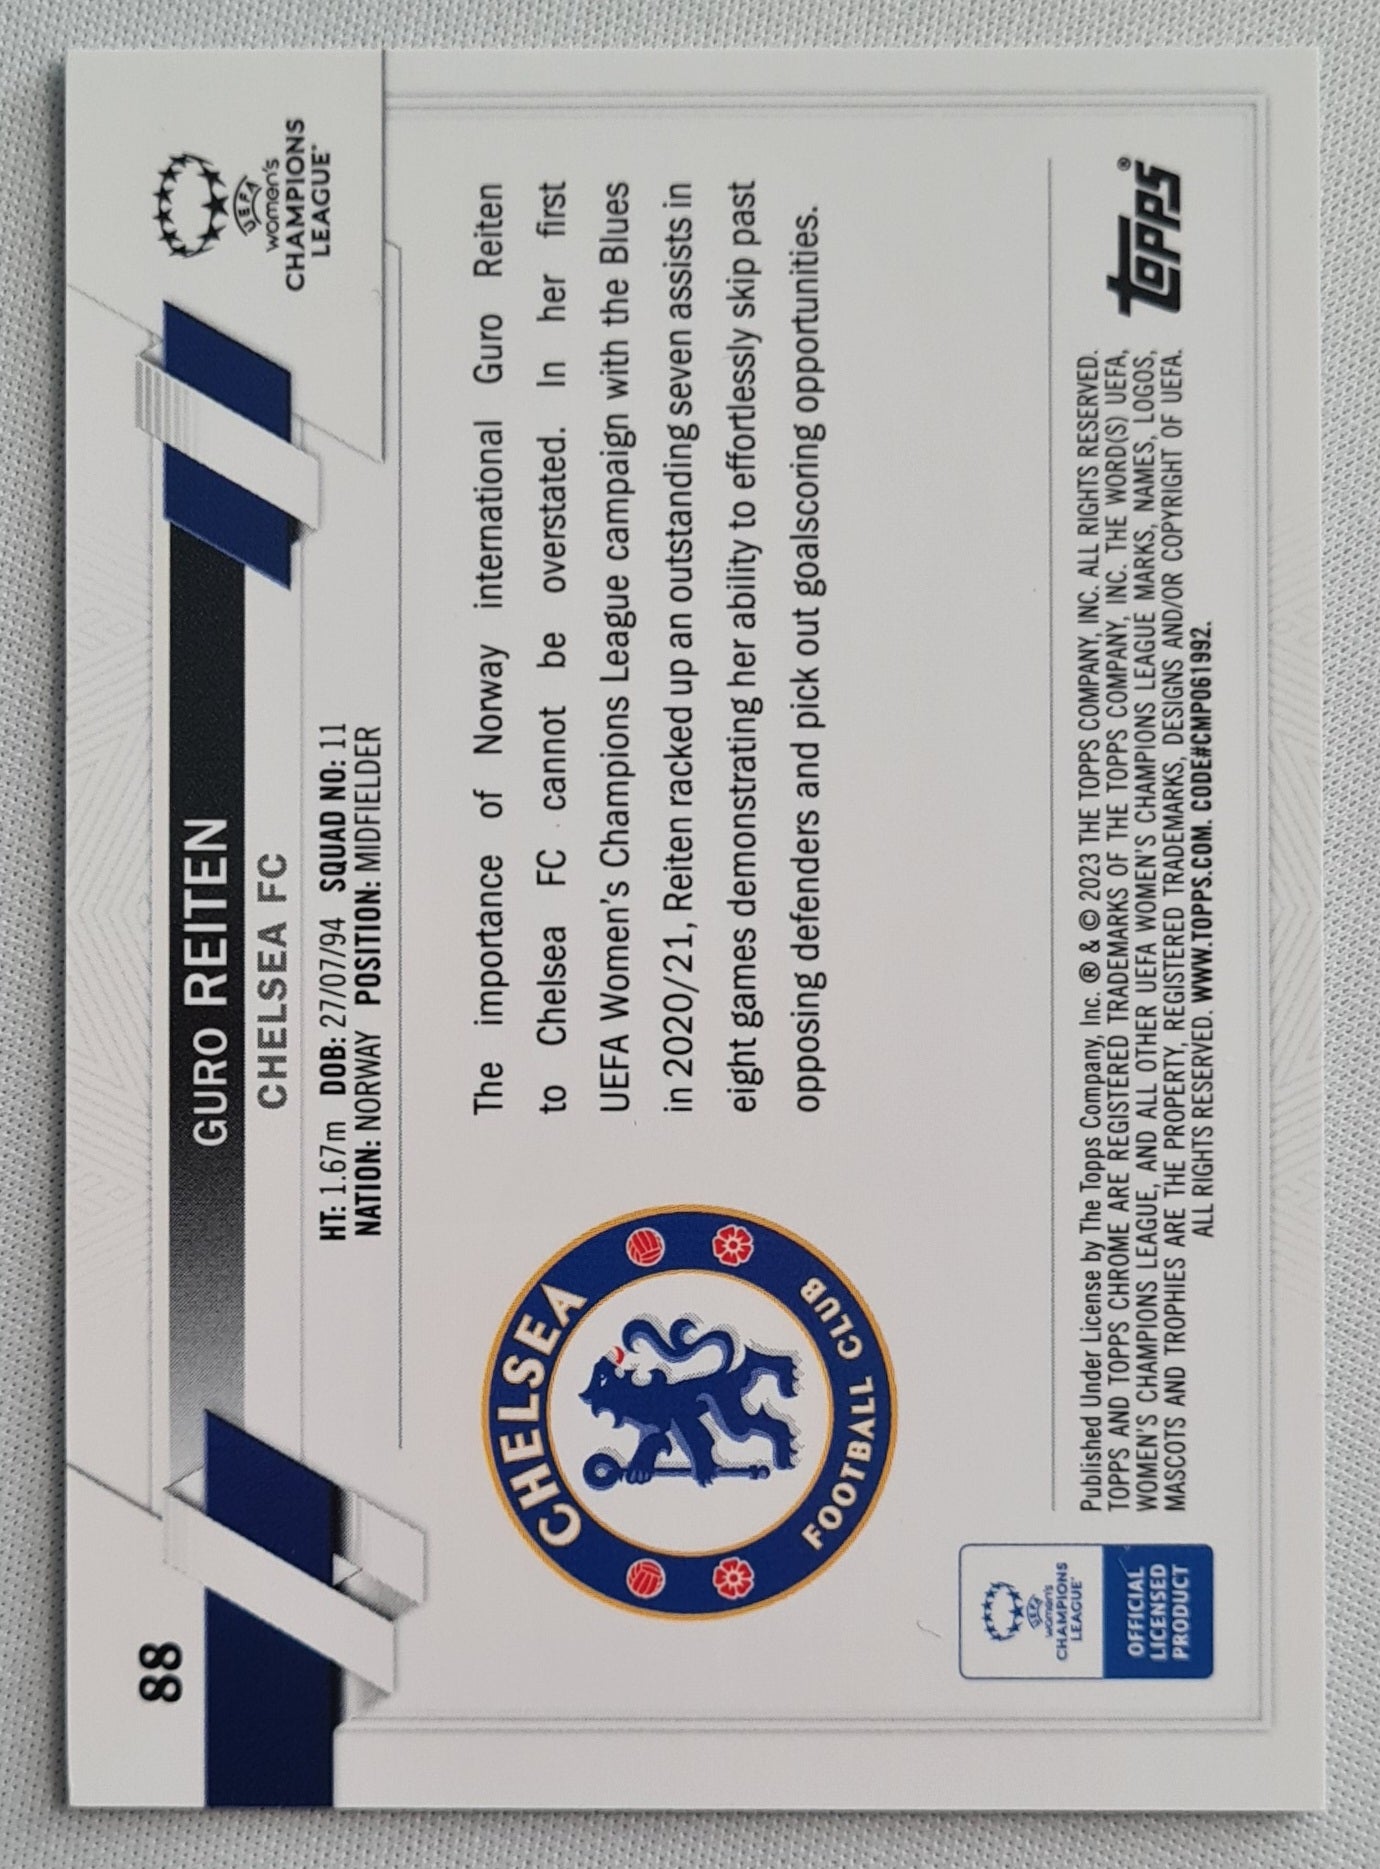 88
GURO REITEN
CHELSEA FC
HT: 1.67m DOB: 27/07/94 SQUAD NO: 11
NATION: NORWAY POSITION: MIDFIELDER
UEFA
women's
CHAMPIONS
LEAGUE
The importance of Norway international Guro Reiten
to Chelsea FC cannot be overstated. In her first
UEFA Women's Champions League campaign with the Blues
in 2020/21, Reiten racked up an outstanding seven assists in
eight games demonstrating her ability to effortlessly skip past
opposing defenders and pick out goalscoring opportunities.
CHELSEA
FOOTBALL CLUB
UEFA
women's
CHAMPIONS
LEAGUE
OFFICIAL
LICENSED
PRODUCT
Published Under License by The Topps Company, Inc. ® & © 2023 THE TOPPS COMPANY, INC. ALL RIGHTS RESERVED.
TOPPS AND TOPPS CHROME ARE REGISTERED TRADEMARKS OF THE TOPPS COMPANY, INC. THE WORD(S) UEFA,
WOMEN'S CHAMPIONS LEAGUE, AND ALL OTHER UEFA WOMEN'S CHAMPIONS LEAGUE MARKS, NAMES, LOGOS,
MASCOTS AND TROPHIES ARE THE PROPERTY, REGISTERED TRADEMARKS, DESIGNS AND/OR COPYRIGHT OF UEFA.
ALL RIGHTS RESERVED. WWW.TOPPS.COM. CODE#CMP061992.
Topps®